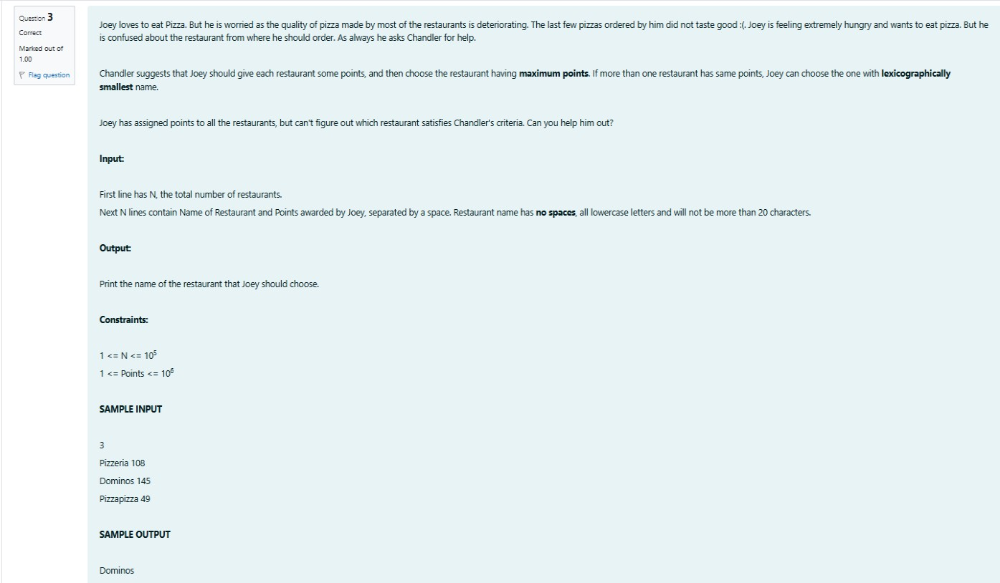 Question 3
Correct
Marked out of
1.00
Flag question
Joey loves to eat Pizza. But he is worried as the quality of pizza made by most of the restaurants is deteriorating. The last few pizzas ordered by him did not taste good :(. Joey is feeling extremely hungry and wants to eat pizza. But he
is confused about the restaurant from where he should order. As always he asks Chandler for help.
Chandler suggests that Joey should give each restaurant some points, and then choose the restaurant having maximum points. If more than one restaurant has same points, Joey can choose the one with lexicographically
smallest name.
Joey has assigned points to all the restaurants, but can't figure out which restaurant satisfies Chandler's criteria. Can you help him out?
Input:
First line has N, the total number of restaurants.
Next N lines contain Name of Restaurant and Points awarded by Joey, separated by a space. Restaurant name has no spaces, all lowercase letters and will not be more than 20 characters.
Output:
Print the name of the restaurant that Joey should choose.
Constraints:
1 <= N <= 10⁵
1 <= Points <= 10⁶
SAMPLE INPUT
3
Pizzeria 108
Dominos 145
Pizzapizza 49
SAMPLE OUTPUT
Dominos